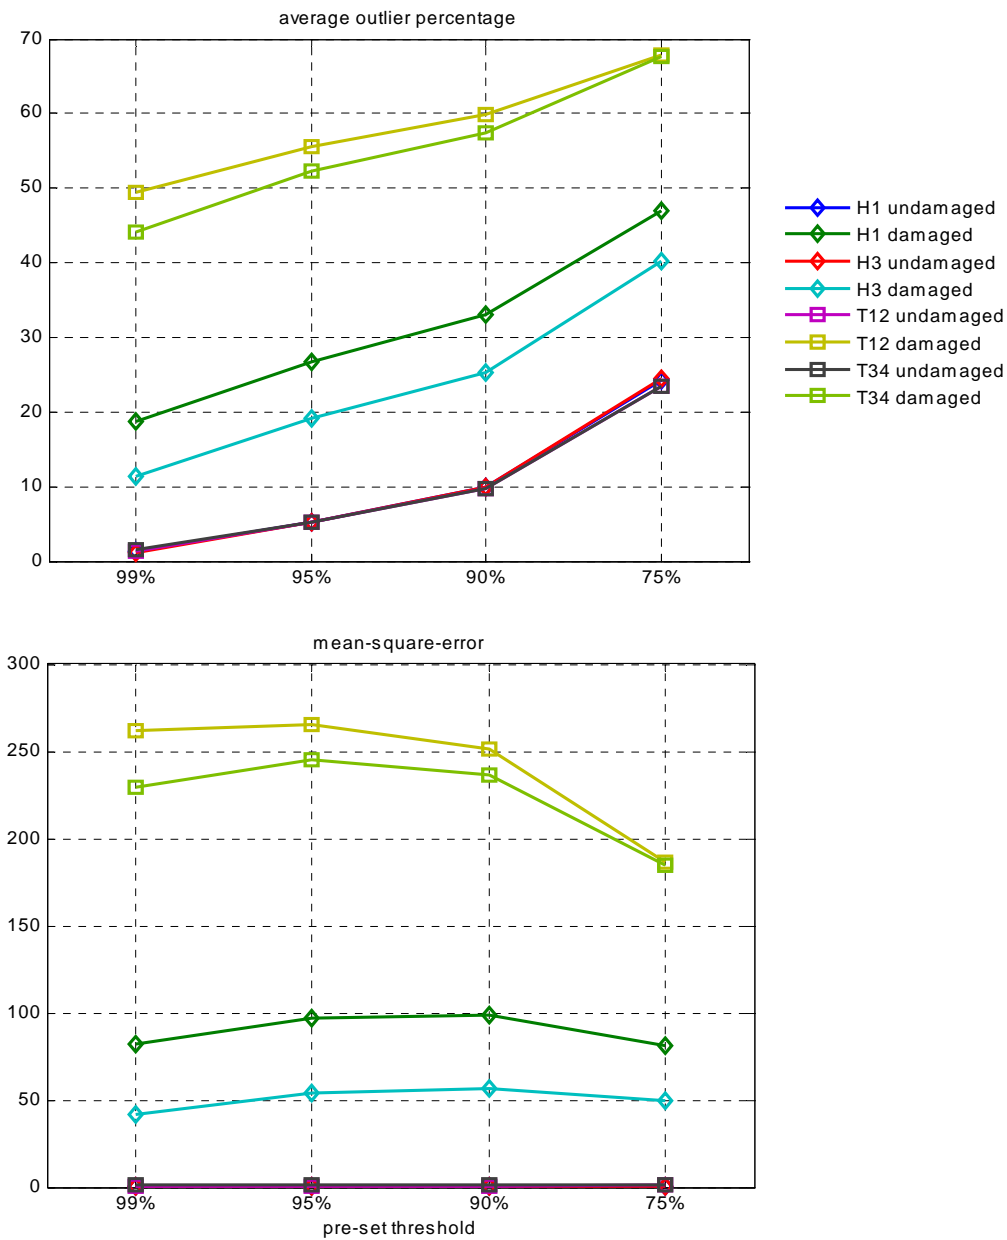 average outlier percentage
70
60
50
40
30
20
10
0
99% 95% 90% 75%
H1 undamaged
H1 damaged
H3 undamaged
H3 damaged
T12 undamaged
T12 damaged
T34 undamaged
T34 damaged
mean-square-error
300
250
200
150
100
50
0
99% 95% 90% 75%
pre-set threshold